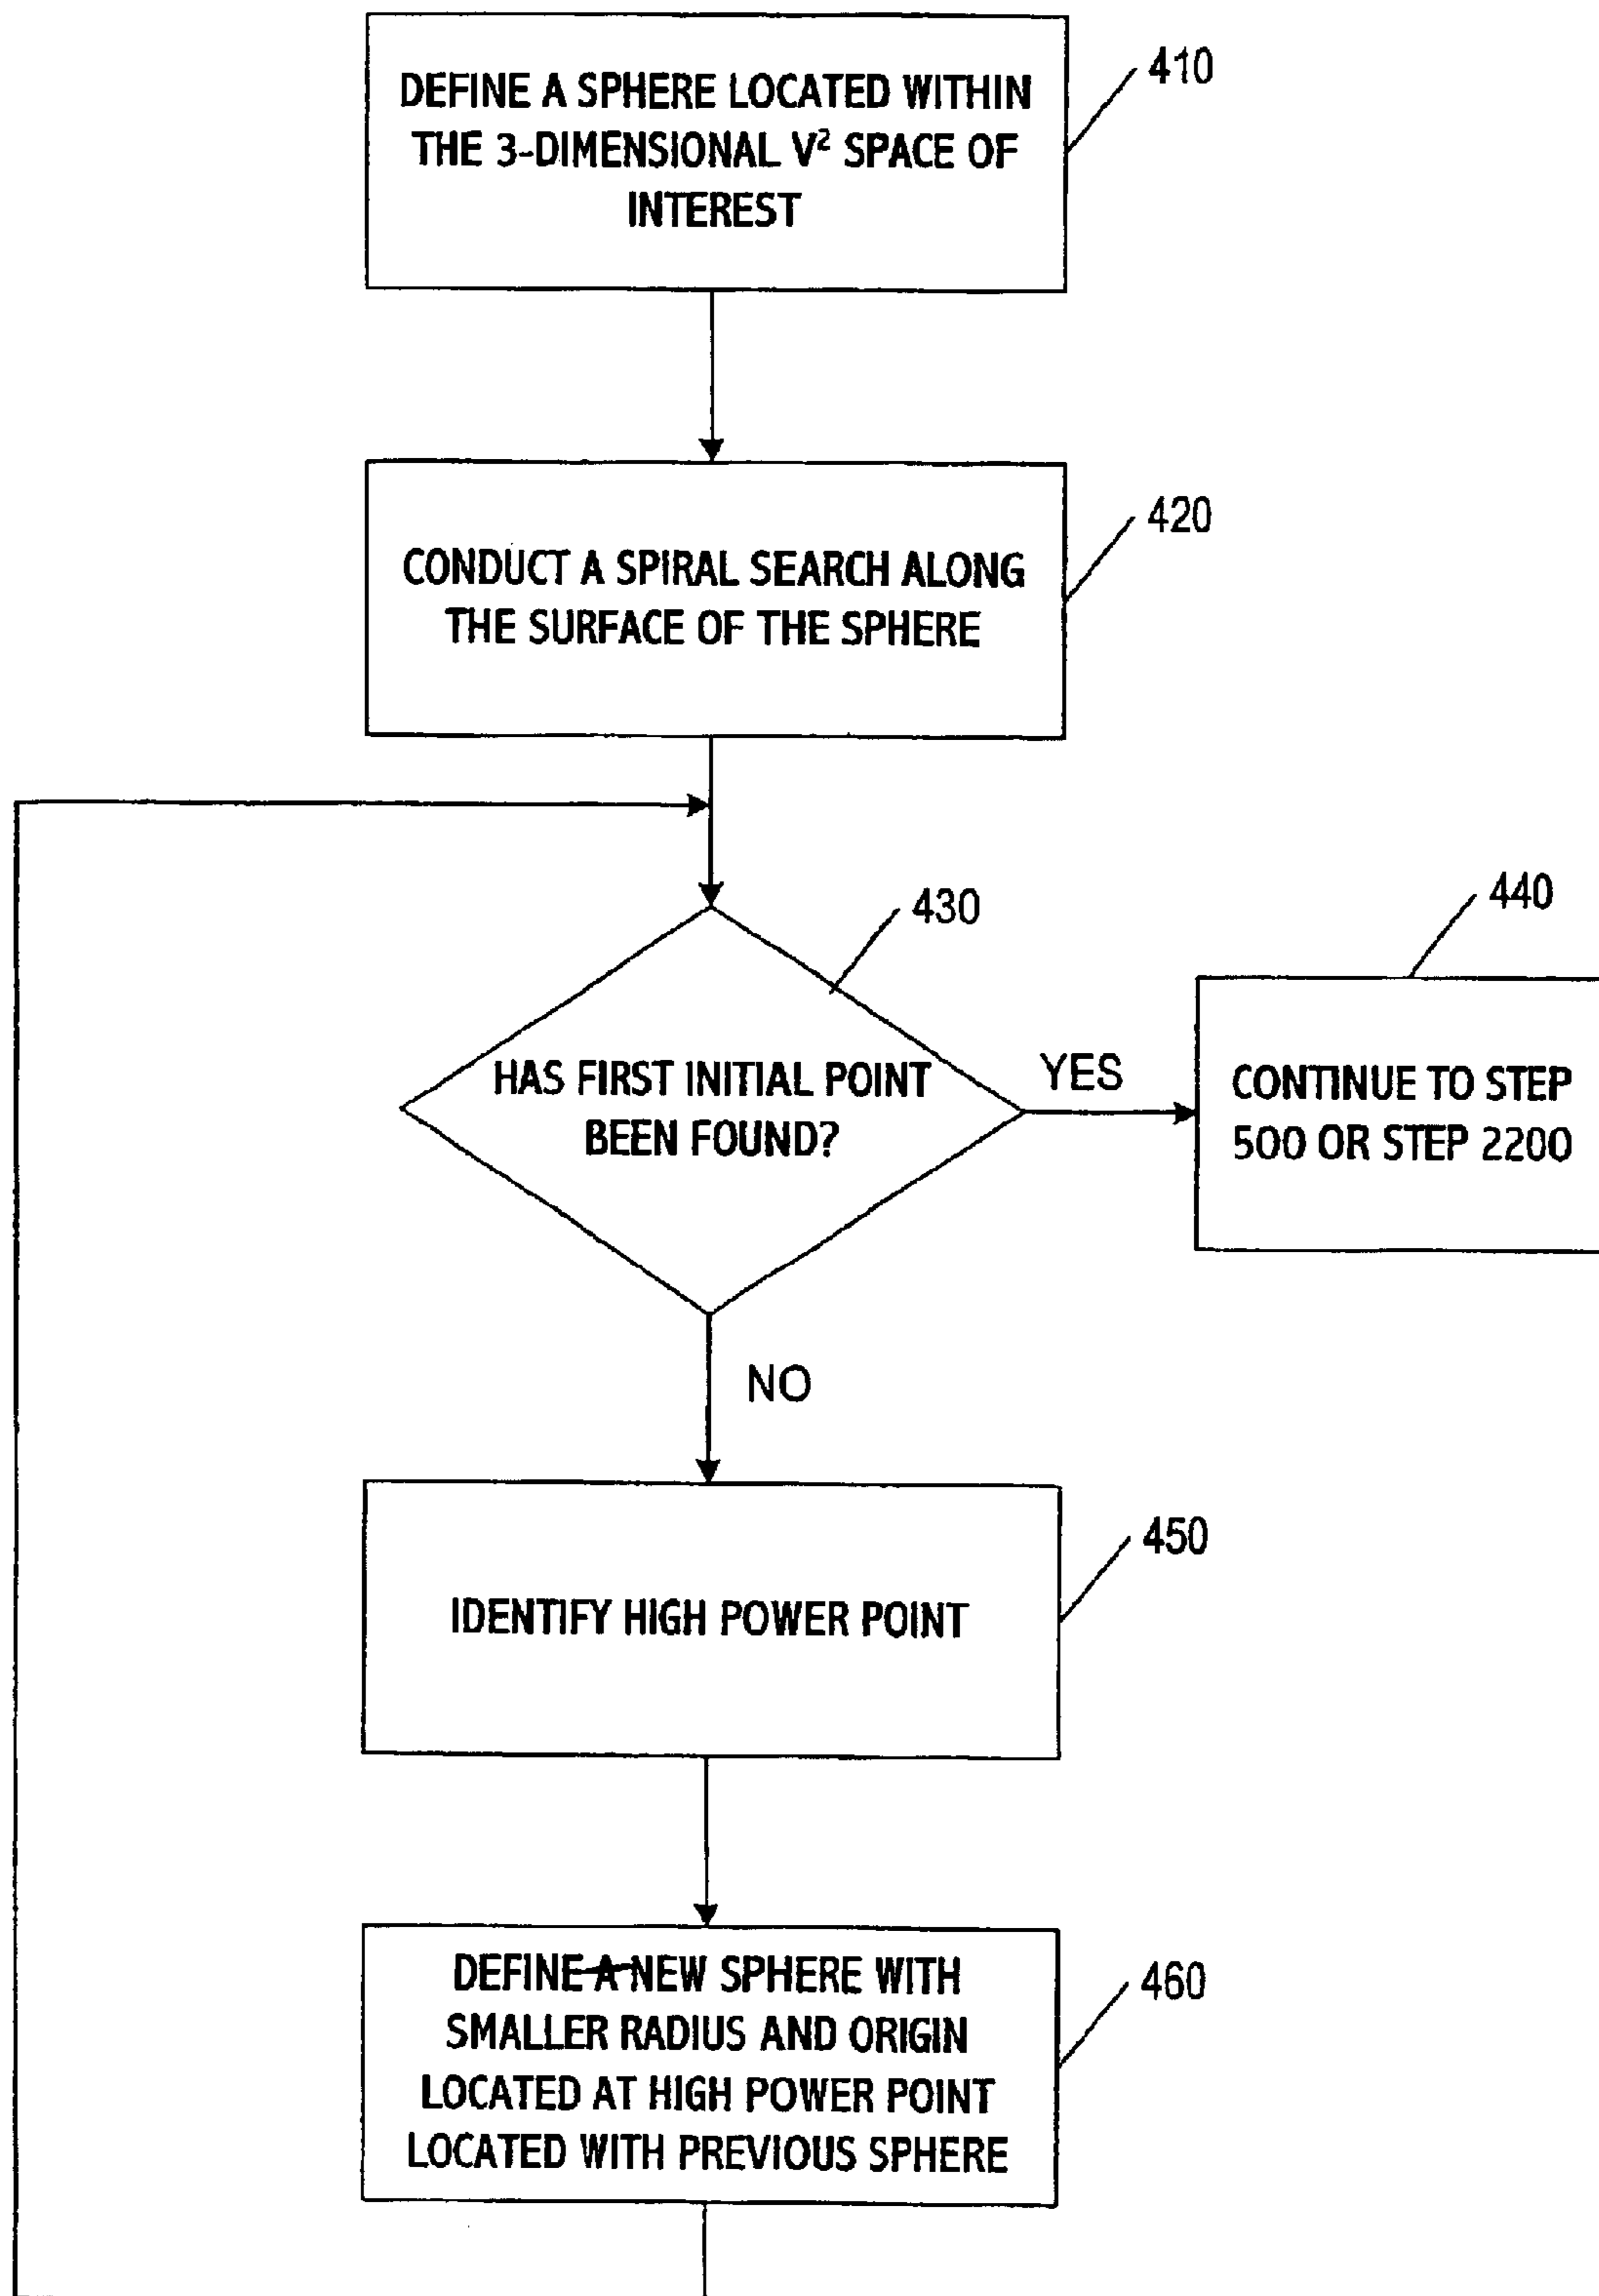 DEFINE A SPHERE LOCATED WITHIN
THE 3-DIMENSIONAL V² SPACE OF
INTEREST
410
CONDUCT A SPIRAL SEARCH ALONG
THE SURFACE OF THE SPHERE
420
430
HAS FIRST INITIAL POINT
BEEN FOUND?
YES
440
CONTINUE TO STEP
500 OR STEP 2200
NO
IDENTIFY HIGH POWER POINT
450
DEFINE A NEW SPHERE WITH
SMALLER RADIUS AND ORIGIN
LOCATED AT HIGH POWER POINT
LOCATED WITH PREVIOUS SPHERE
460